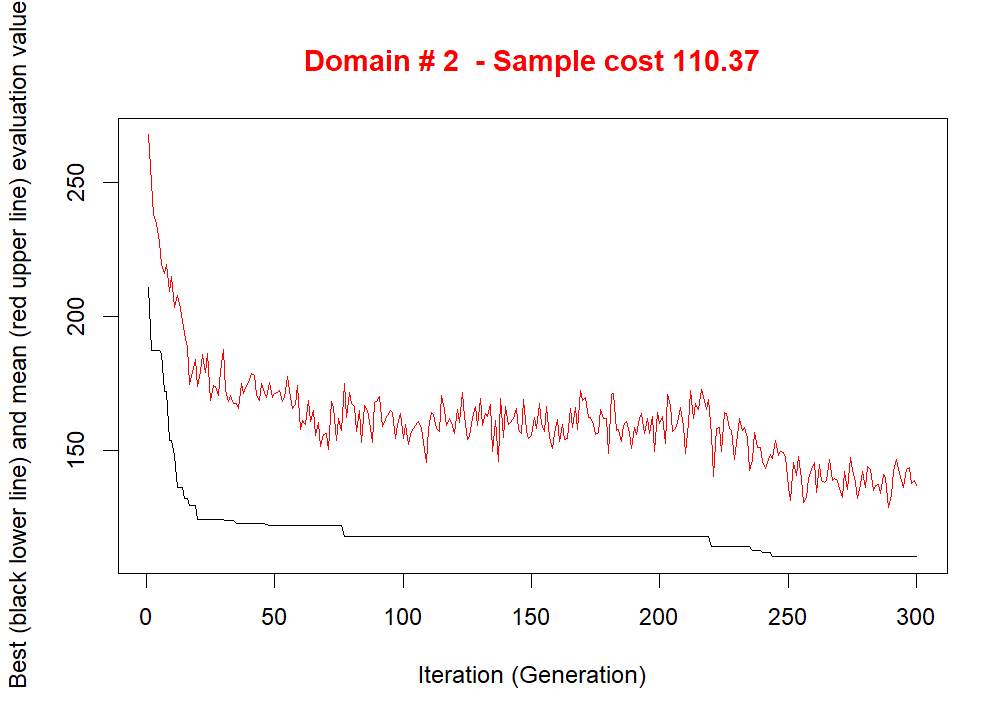 Domain # 2  - Sample cost 110.37
Best (black lower line) and mean (red upper line) evaluation value
250
200
150
0 50 100 150 200 250 300
Iteration (Generation)